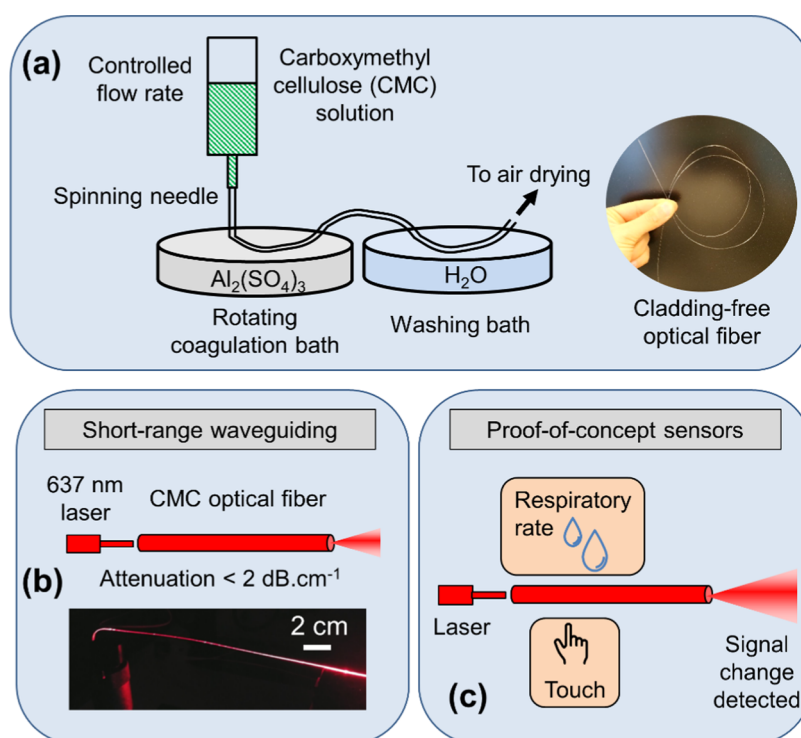 (a)
Controlled
flow rate
Carboxymethyl
cellulose (CMC)
solution
Spinning needle
To air drying
Al₂(SO₄)₃
H₂O
Rotating
coagulation bath
Washing bath
Cladding-free
optical fiber
Short-range waveguiding
637 nm
laser
CMC optical fiber
(b)
Attenuation < 2 dB.cm⁻¹
2 cm
Proof-of-concept sensors
Respiratory
rate
Laser
Touch
Signal
change
detected
(c)